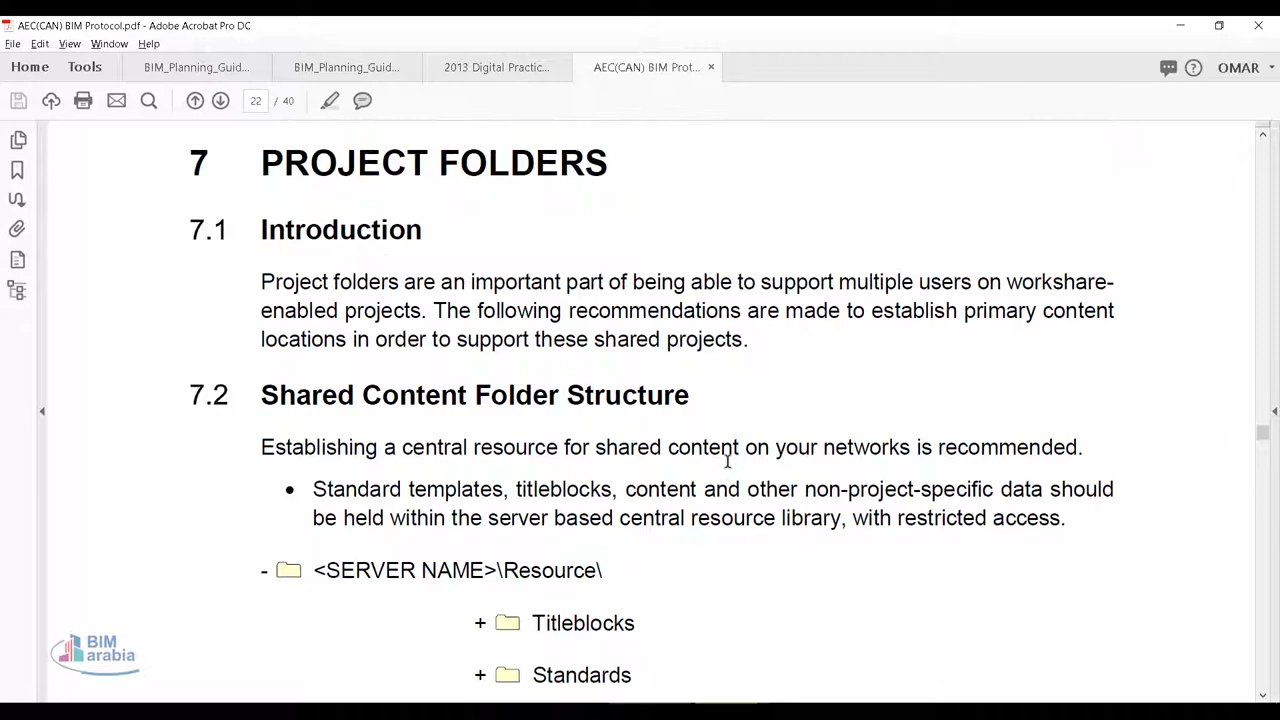 AEC(CAN) BIM Protocol.pdf - Adobe Acrobat Pro DC
File Edit View Window Help
Home Tools BIM_Planning_Guid... BIM_Planning_Guid... 2013 Digital Practic... AEC(CAN) BIM Prot... × OMAR
22 / 40
7 PROJECT FOLDERS
7.1 Introduction
Project folders are an important part of being able to support multiple users on workshare-
enabled projects. The following recommendations are made to establish primary content
locations in order to support these shared projects.
7.2 Shared Content Folder Structure
Establishing a central resource for shared content on your networks is recommended.
• Standard templates, titleblocks, content and other non-project-specific data should
be held within the server based central resource library, with restricted access.
- <SERVER NAME>\Resource\
+ Titleblocks
+ Standards
BIM
arabia